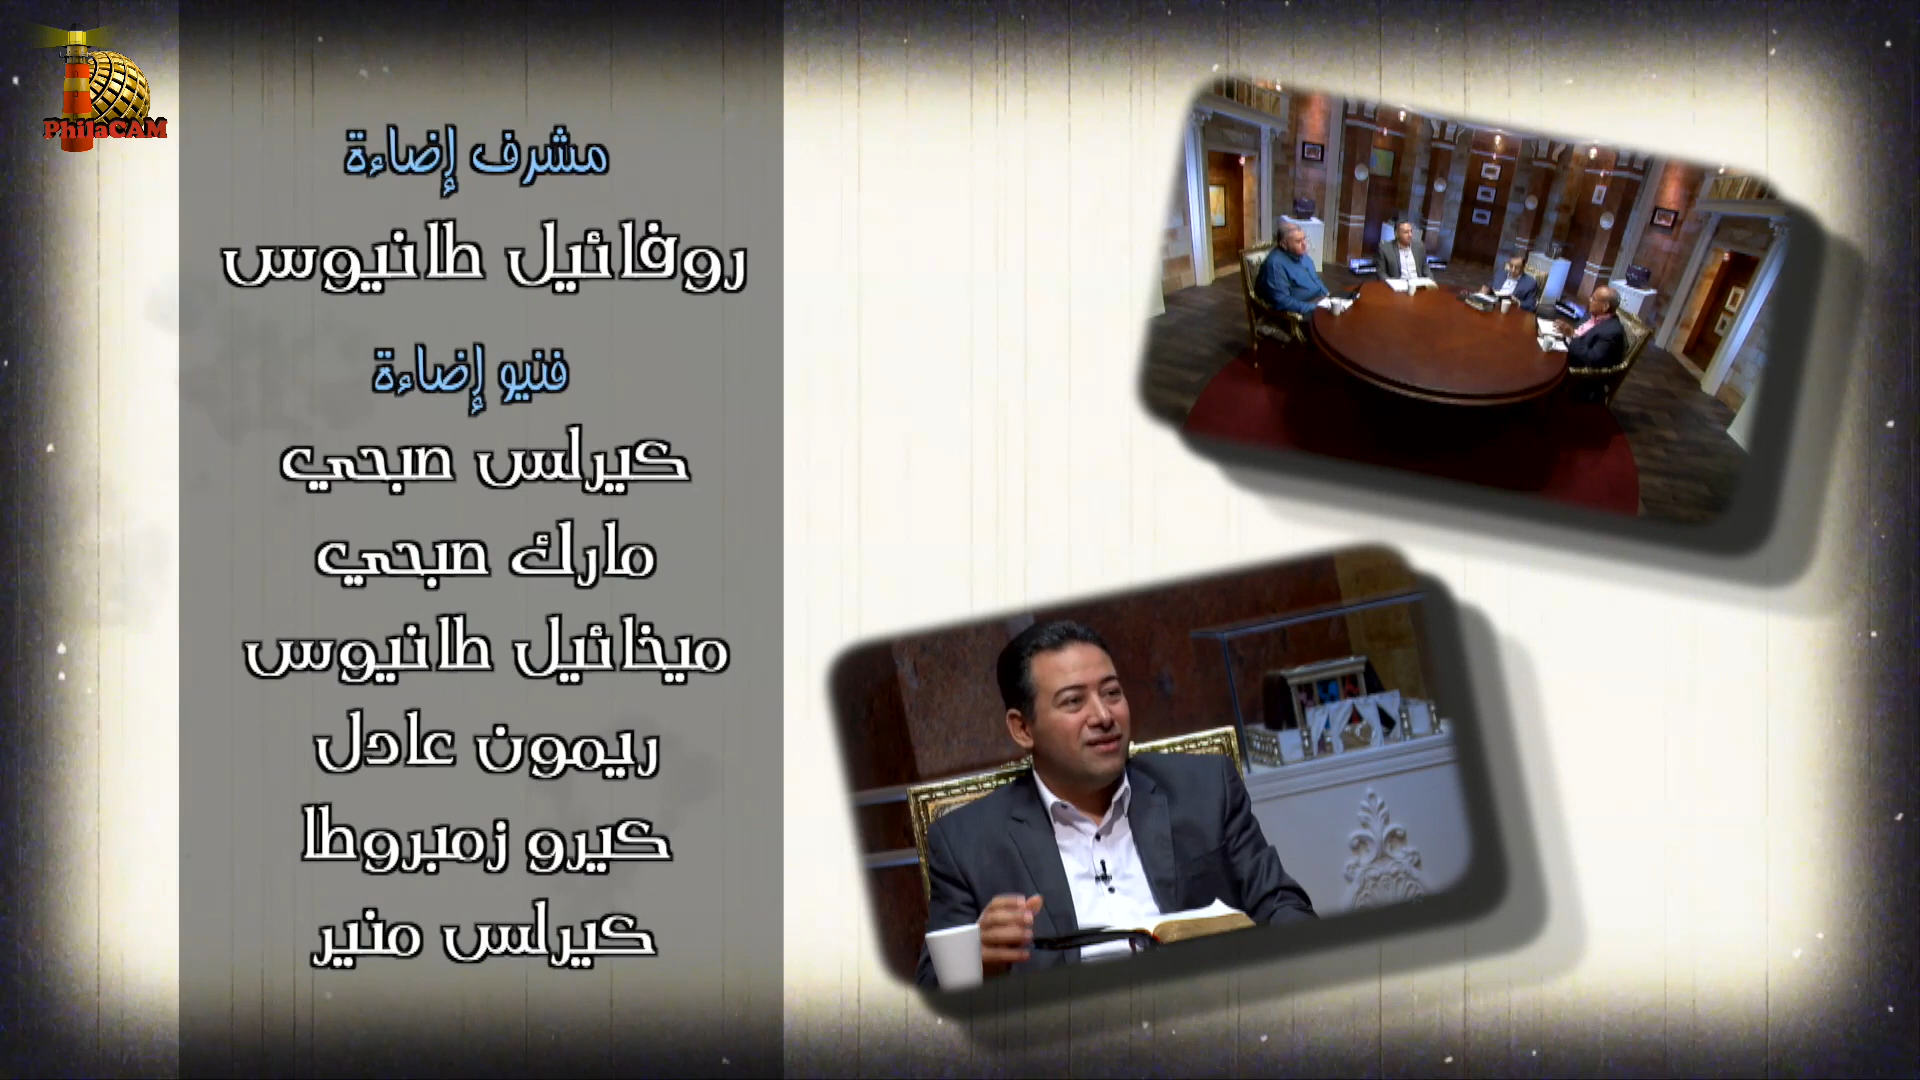 PhilaCAM
مشرف إضاءة
روفائيل طانيوس
فنيو إضاءة
كيرلس صبحي
مارك صبحي
ميخائيل طانيوس
ريمون عادل
كيرو زمبروطا
كيرلس منير